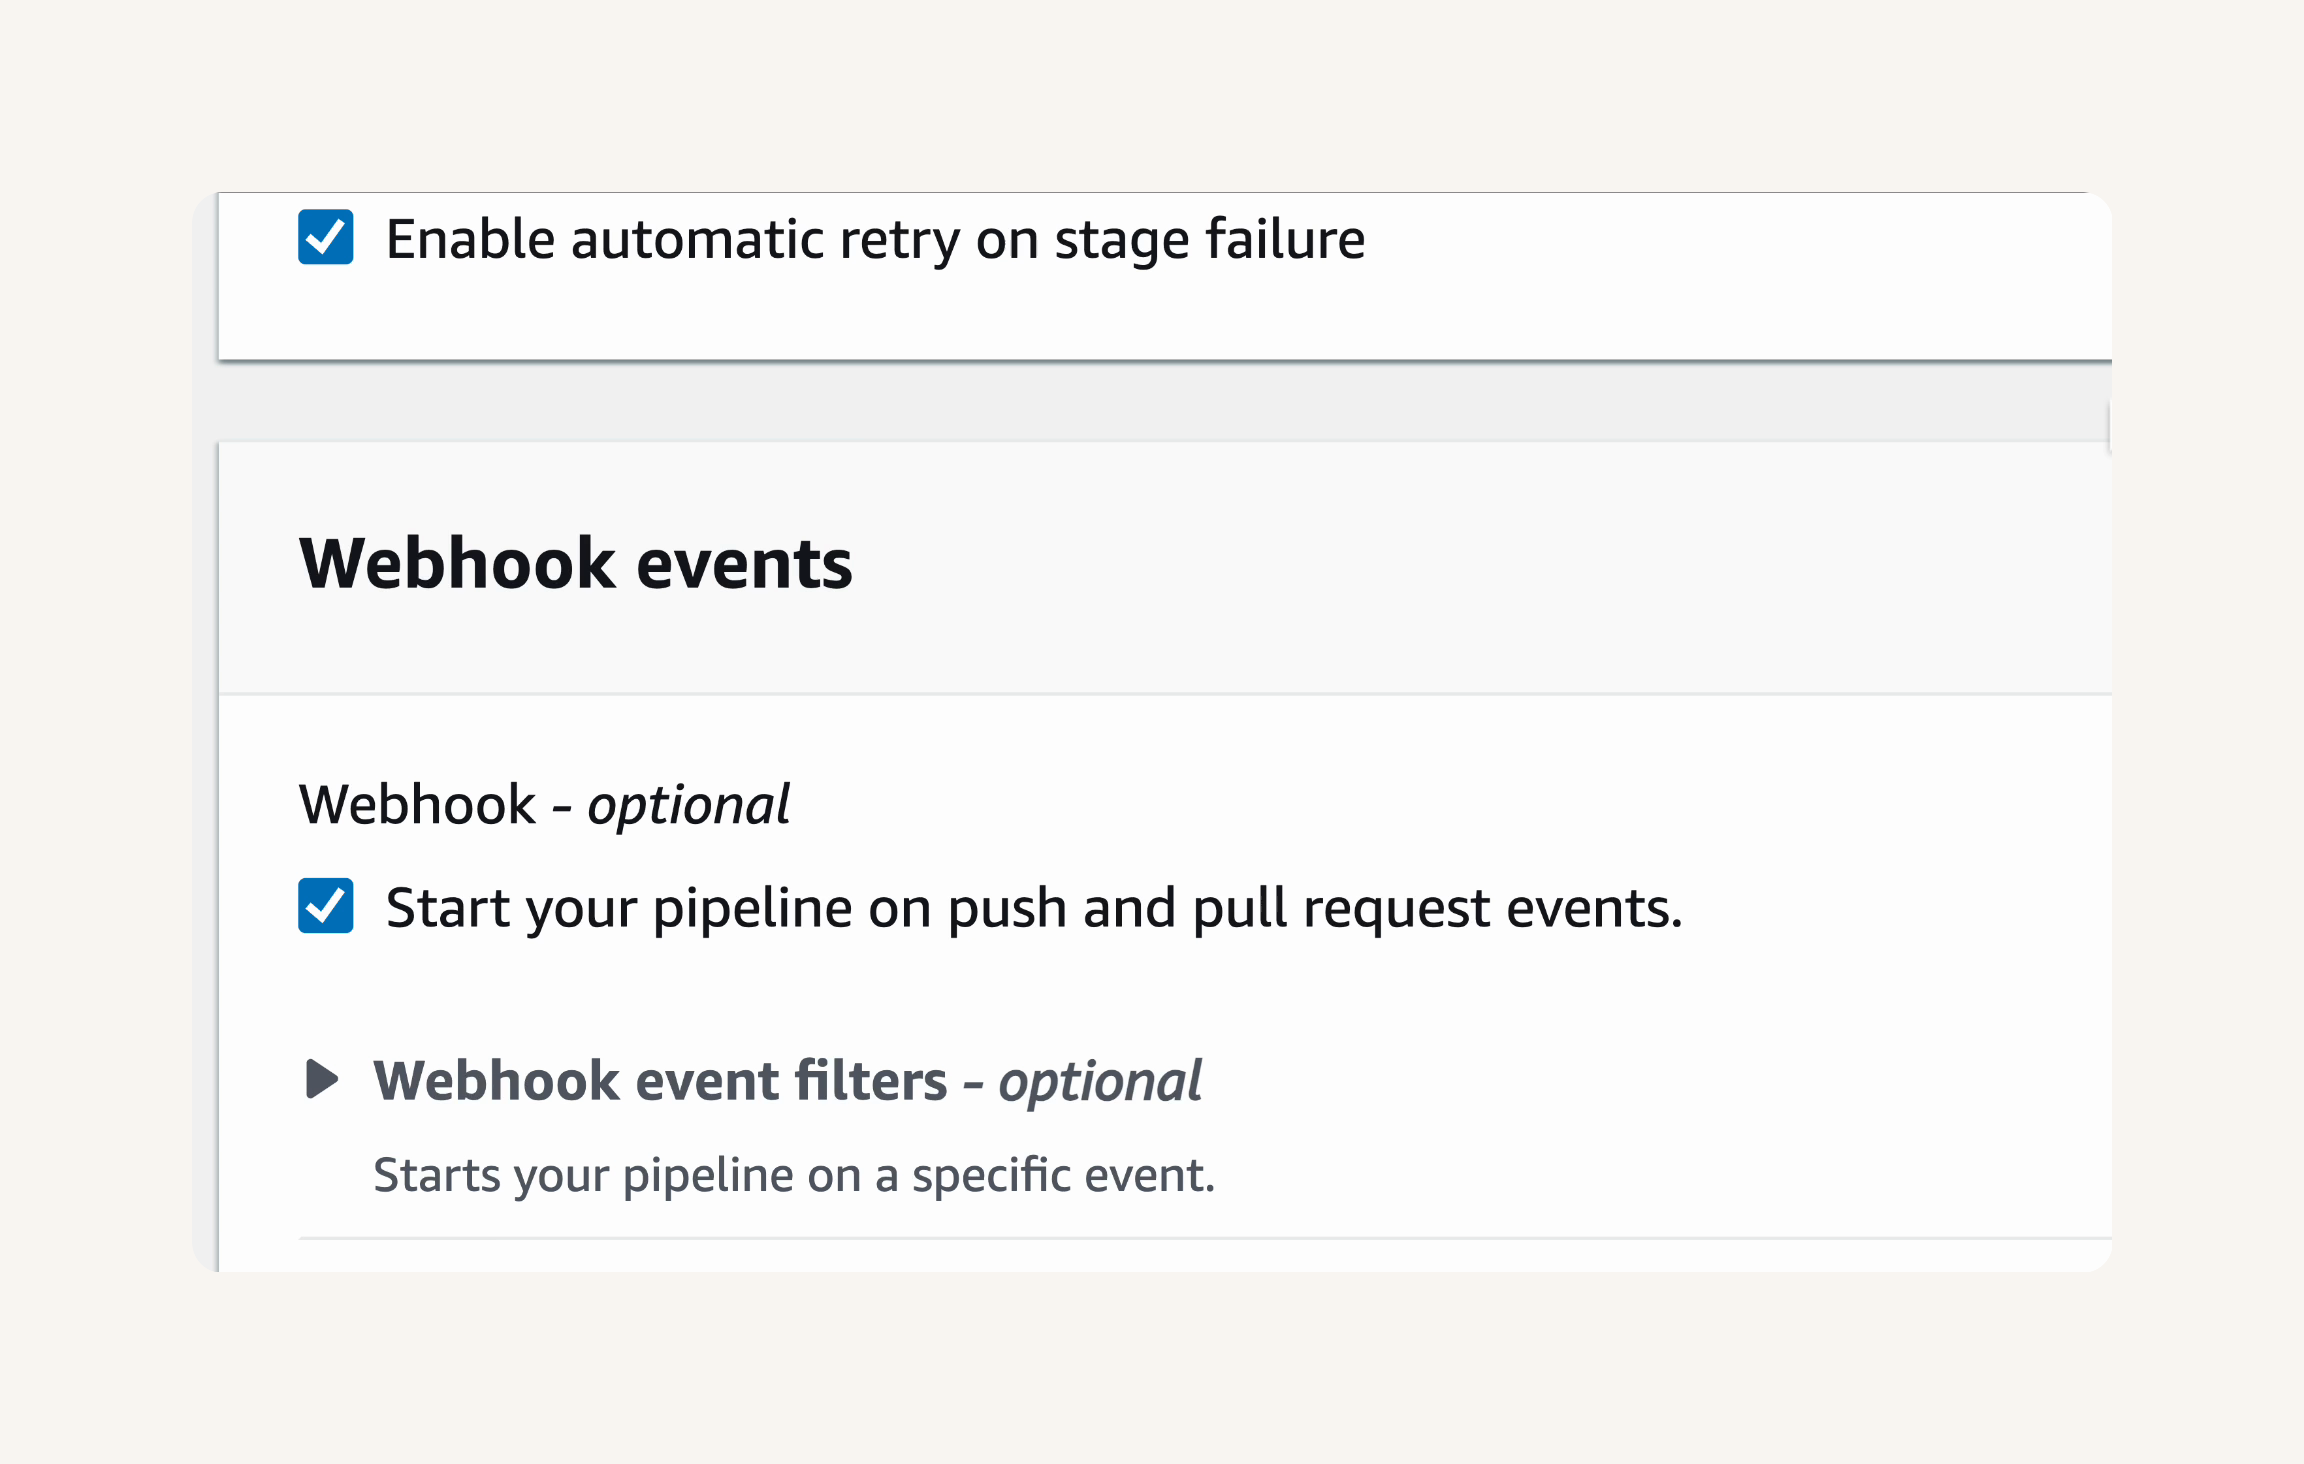 Enable automatic retry on stage failure
Webhook events
Webhook - optional
Start your pipeline on push and pull request events.
Webhook event filters - optional
Starts your pipeline on a specific event.